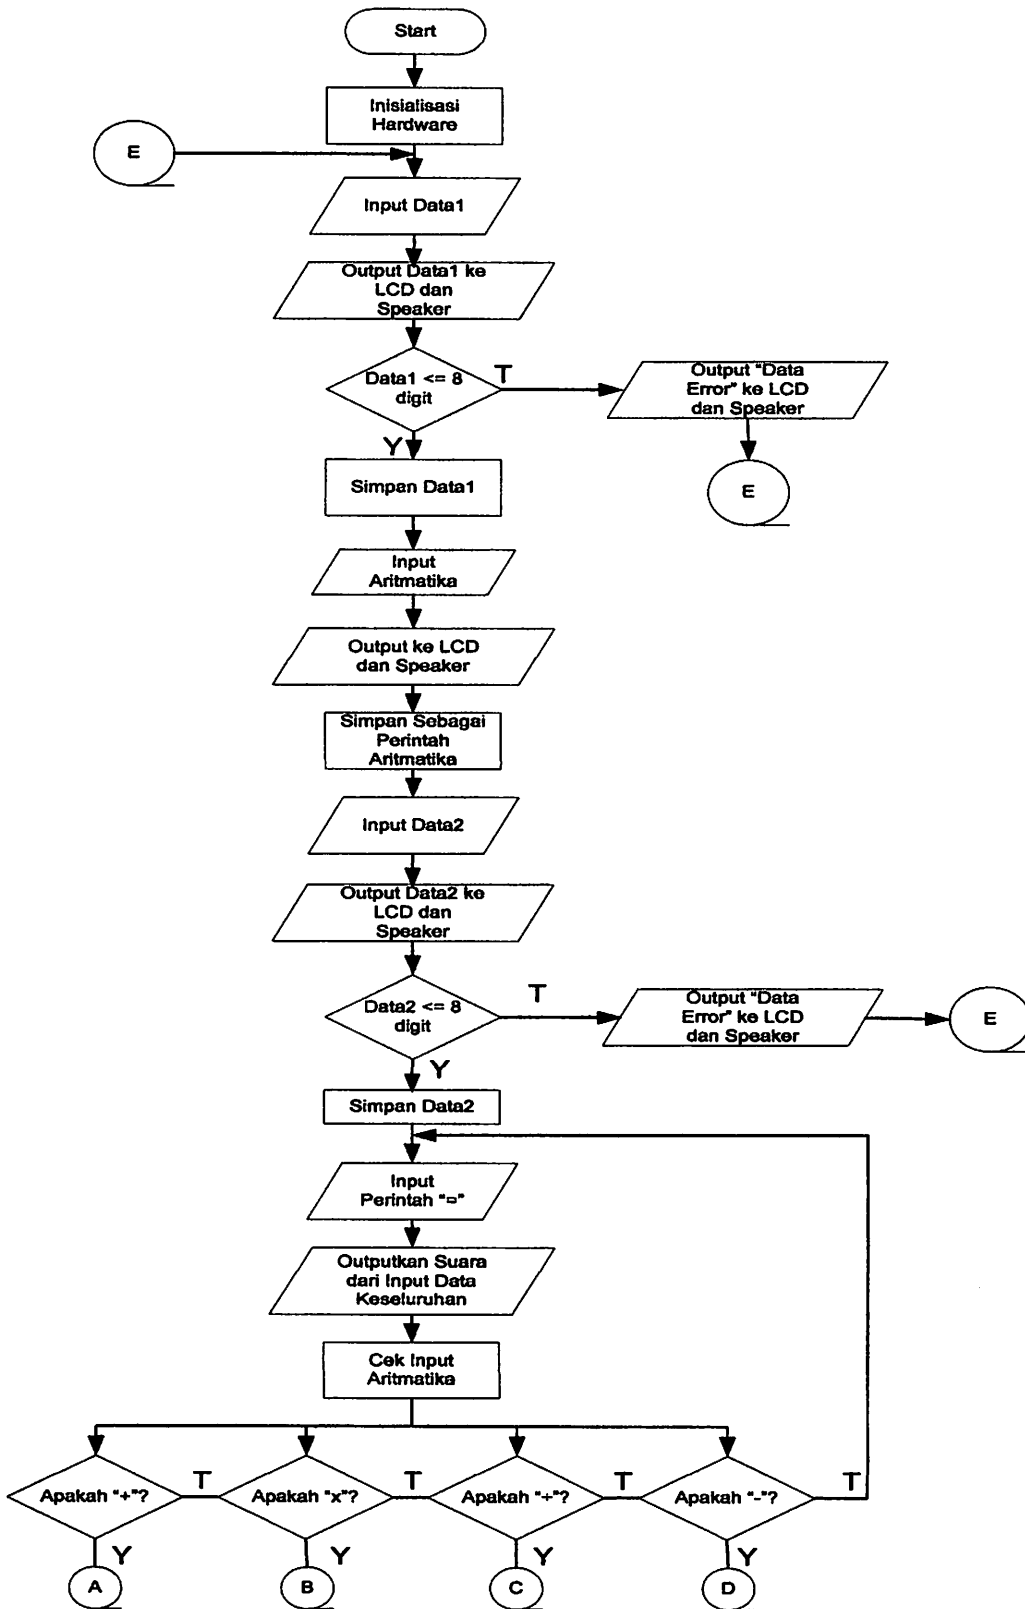 Start
Inisialisasi
Hardware
E
Input Data1
Output Data1 ke
LCD dan
Speaker
Data1 <= 8
digit
T
Output "Data
Error" ke LCD
dan Speaker
E
Y
Simpan Data1
Input
Aritmatika
Output ke LCD
dan Speaker
Simpan Sebagai
Perintah
Aritmatika
Input Data2
Output Data2 ke
LCD dan
Speaker
Data2 <= 8
digit
T
Output "Data
Error" ke LCD
dan Speaker
E
Y
Simpan Data2
Input
Perintah "="
Outputkan Suara
dari Input Data
Keseluruhan
Cek Input
Aritmatika
Apakah "+"?
T
Apakah "x"?
T
Apakah "÷"?
T
Apakah "-"?
T
Y
Y
Y
Y
A
B
C
D